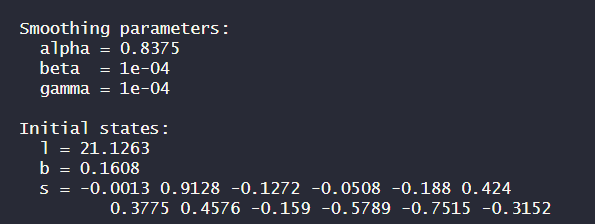 Smoothing parameters:
alpha = 0.8375
beta  = 1e-04
gamma = 1e-04
Initial states:
l = 21.1263
b = 0.1608
s = -0.0013 0.9128 -0.1272 -0.0508 -0.188 0.424
0.3775 0.4576 -0.159 -0.5789 -0.7515 -0.3152